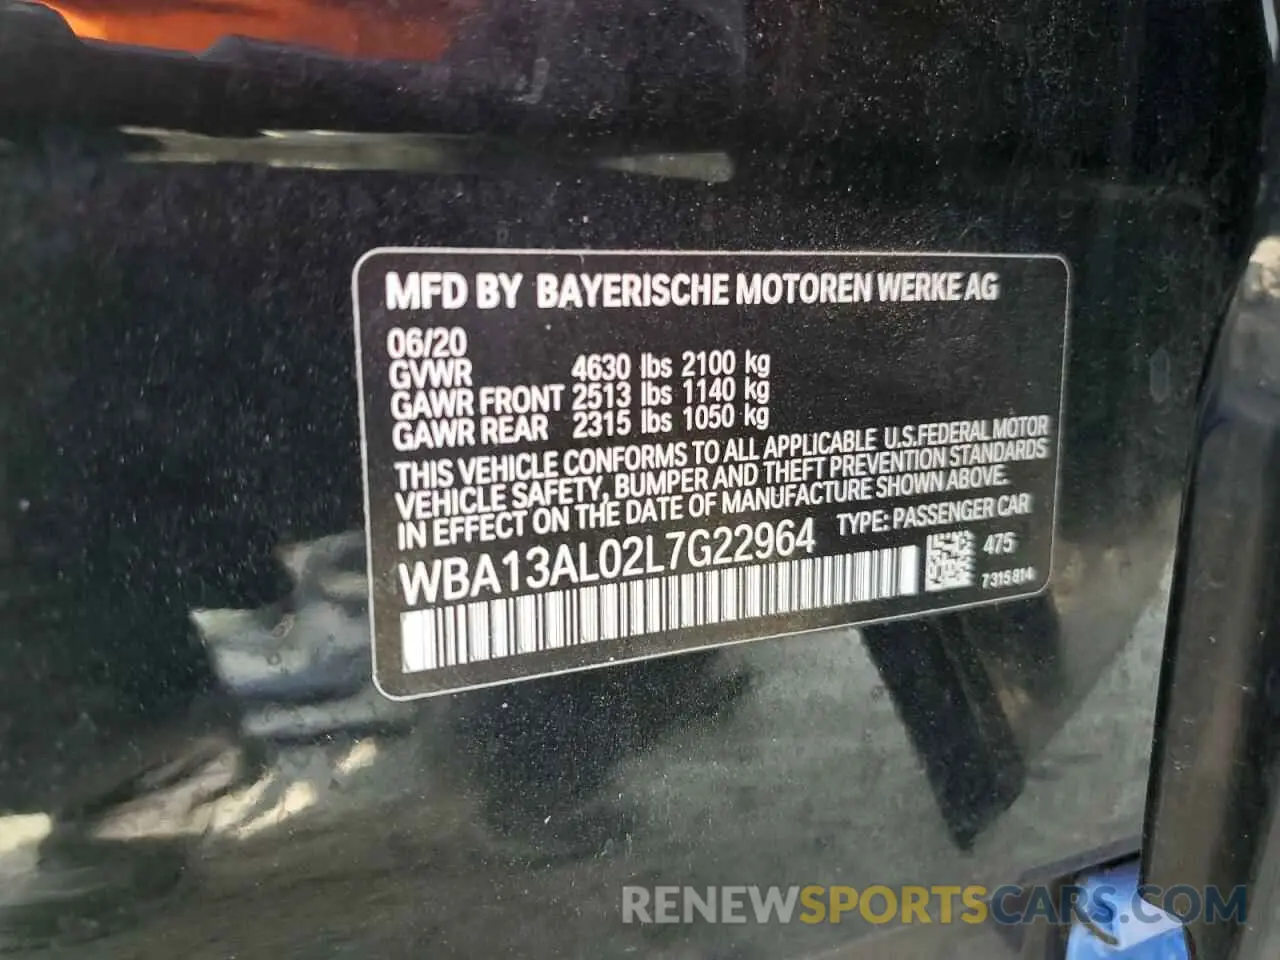 MFD BY BAYERISCHE MOTOREN WERKE AG
06/20
GVWR 4630 lbs 2100 kg
GAWR FRONT 2513 lbs 1140 kg
GAWR REAR 2315 lbs 1050 kg
THIS VEHICLE CONFORMS TO ALL APPLICABLE U.S.FEDERAL MOTOR
VEHICLE SAFETY, BUMPER AND THEFT PREVENTION STANDARDS
IN EFFECT ON THE DATE OF MANUFACTURE SHOWN ABOVE.
WBA13AL02L7G22964 TYPE: PASSENGER CAR
475
7315814
RENEWSPORTSCARS.COM